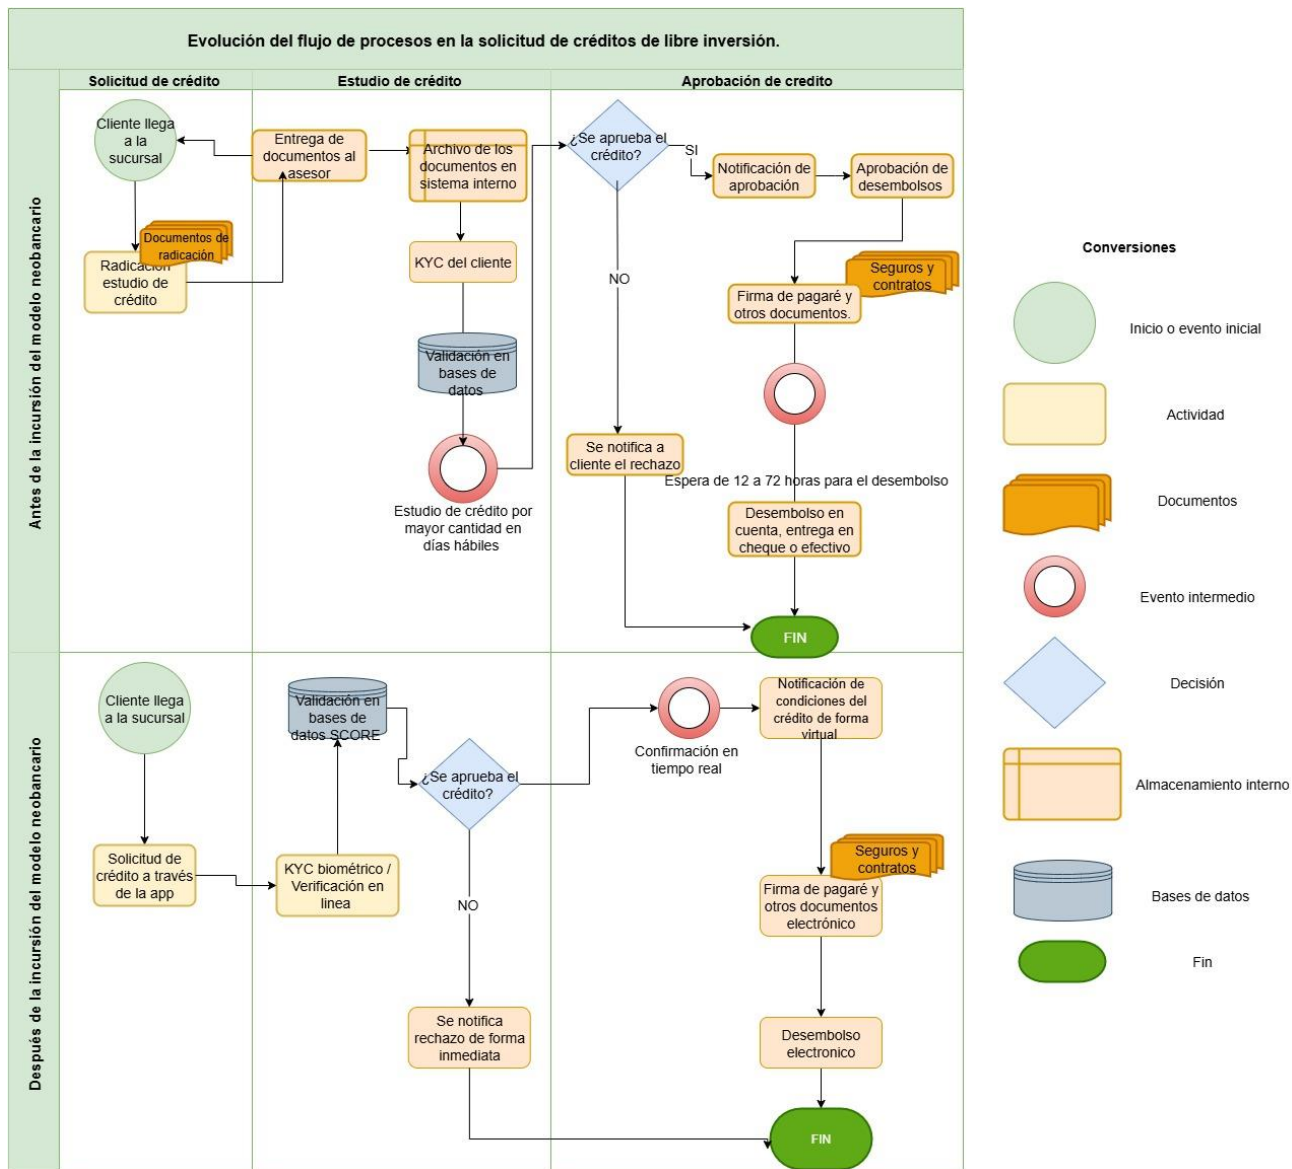 Evolución del flujo de procesos en la solicitud de créditos de libre inversión.
Solicitud de crédito
Estudio de crédito
Aprobación de credito
Antes de la incursión del modelo neobancario
Cliente llega
a la
sucursal
Documentos de
radicación
Radicación
estudio de
crédito
Entrega de
documentos al
asesor
Archivo de los
documentos en
sistema interno
KYC del cliente
Validación en
bases de
datos
Estudio de crédito por
mayor cantidad en
días hábiles
¿Se aprueba el
crédito?
SI
NO
Notificación de
aprobación
Aprobación de
desembolsos
Seguros y
contratos
Firma de pagaré y
otros documentos.
Se notifica a
cliente el rechazo
Espera de 12 a 72 horas para el desembolso
Desembolso en
cuenta, entrega en
cheque o efectivo
FIN
Después de la incursión del modelo neobancario
Cliente llega
a la sucursal
Solicitud de
crédito a través
de la app
Validación en
bases de
datos SCORE
KYC biométrico /
Verificación en
linea
¿Se aprueba el
crédito?
NO
Se notifica
rechazo de forma
inmediata
Confirmación en
tiempo real
Notificación de
condiciones del
crédito de forma
virtual
Seguros y
contratos
Firma de pagaré y
otros documentos
electrónico
Desembolso
electronico
FIN
Conversiones
Inicio o evento inicial
Actividad
Documentos
Evento intermedio
Decisión
Almacenamiento interno
Bases de datos
Fin